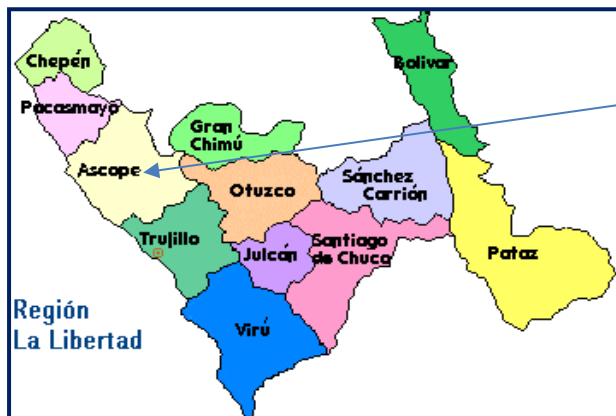 Chepén
Bolivar
Pacasmayo
Gran
Chimú
Ascope
Otuzco
Sánchez
Carrión
Trujillo
Julcán
Santiago
de Chuco
Pataz
Virú
Región
La Libertad